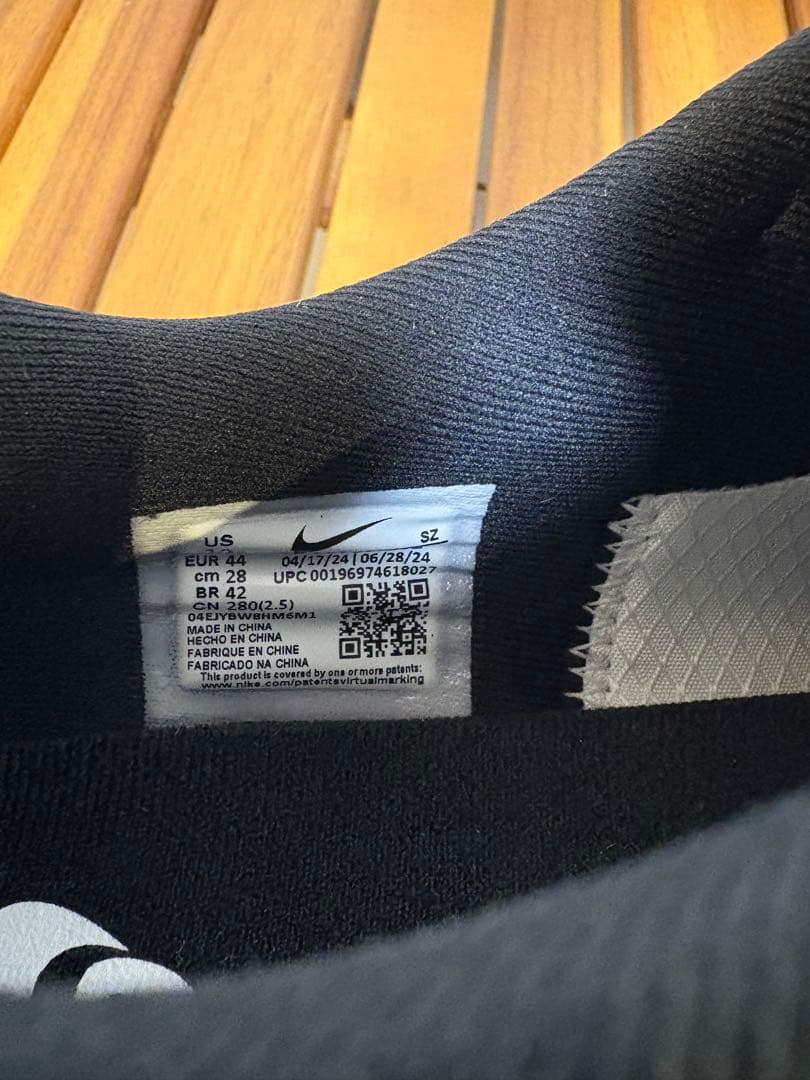 US
SZ
EUR 44
04/17/24 | 06/28/24
cm 28
UPC 00196974618027
BR 42
CN 280(2.5)
04EJYBW8HM6M1
MADE IN CHINA
HECHO EN CHINA
FABRIQUE EN CHINE
FABRICADO NA CHINA
This product is covered by one or more patents:
www.nike.com/patentsvirtualmarking